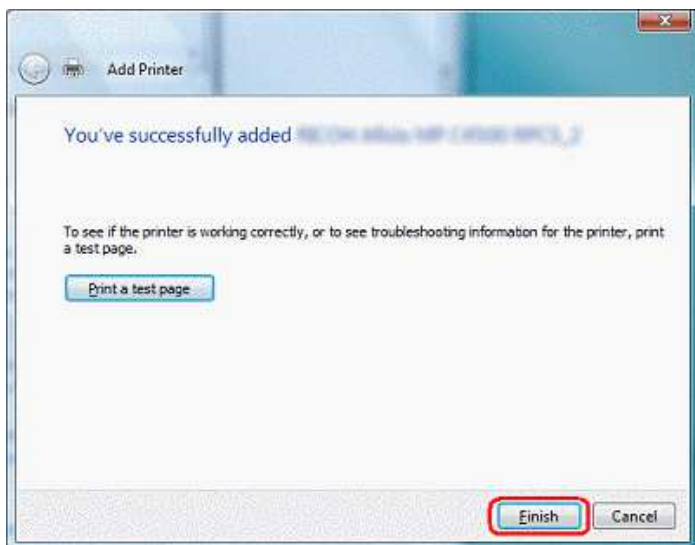 Add Printer
You've successfully added
To see if the printer is working correctly, or to see troubleshooting information for the printer, print
a test page.
Print a test page
Finish
Cancel